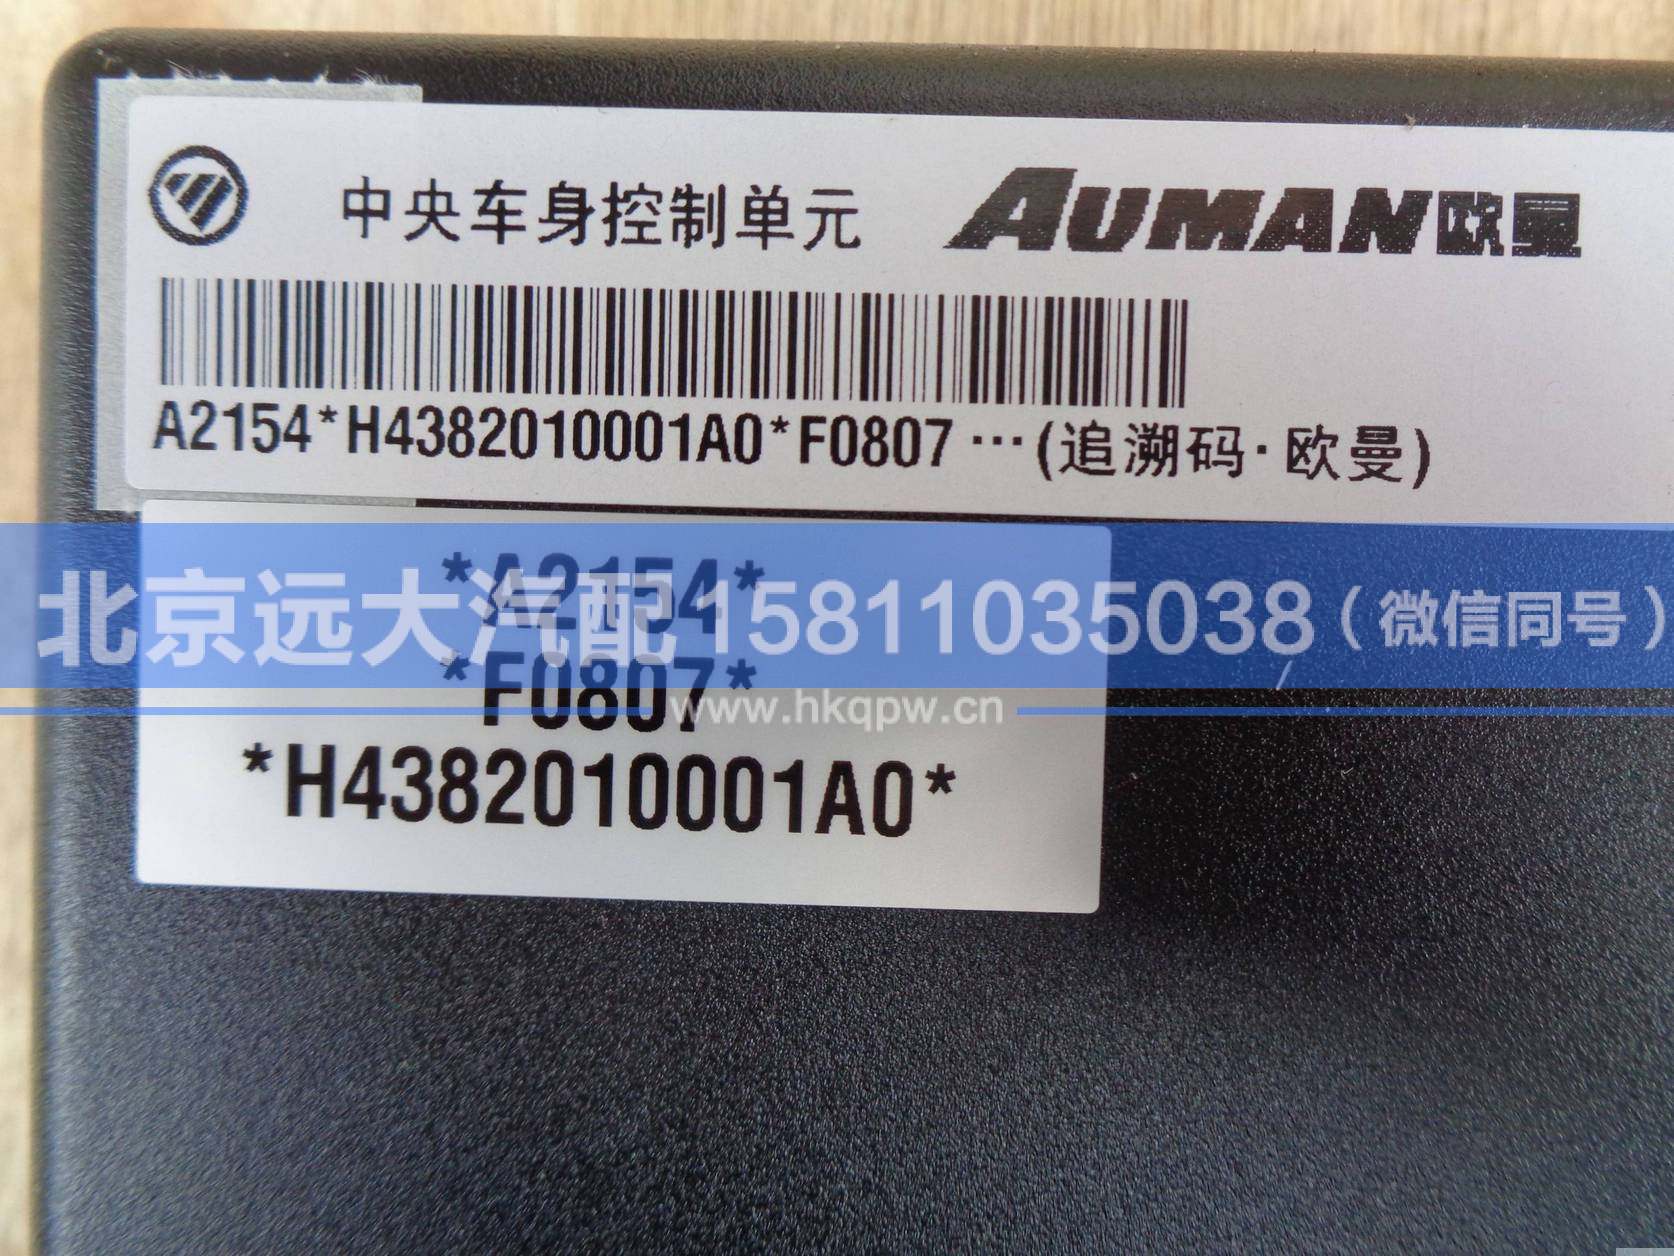 中央车身控制单元 AUMAN欧曼
A2154*H4382010001A0*F0807 ···(追溯码·欧曼)
*A2154*
北京远大汽配15811035038（微信同号）
*F0807*
www.hkqpw.cn
*H4382010001A0*